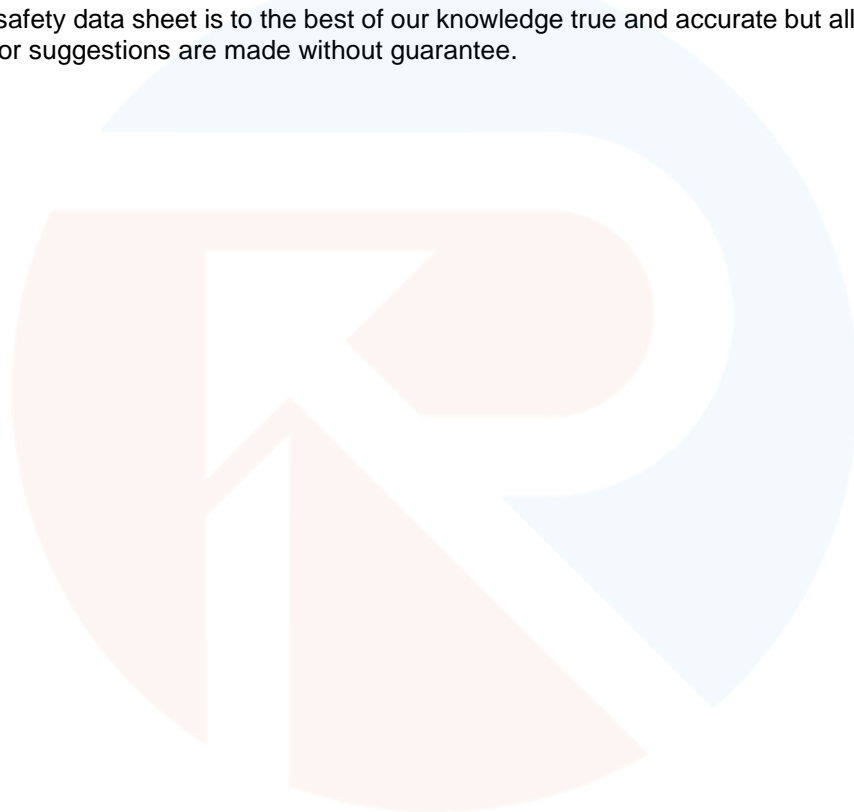 safety data sheet is to the best of our knowledge true and accurate but all
or suggestions are made without guarantee.